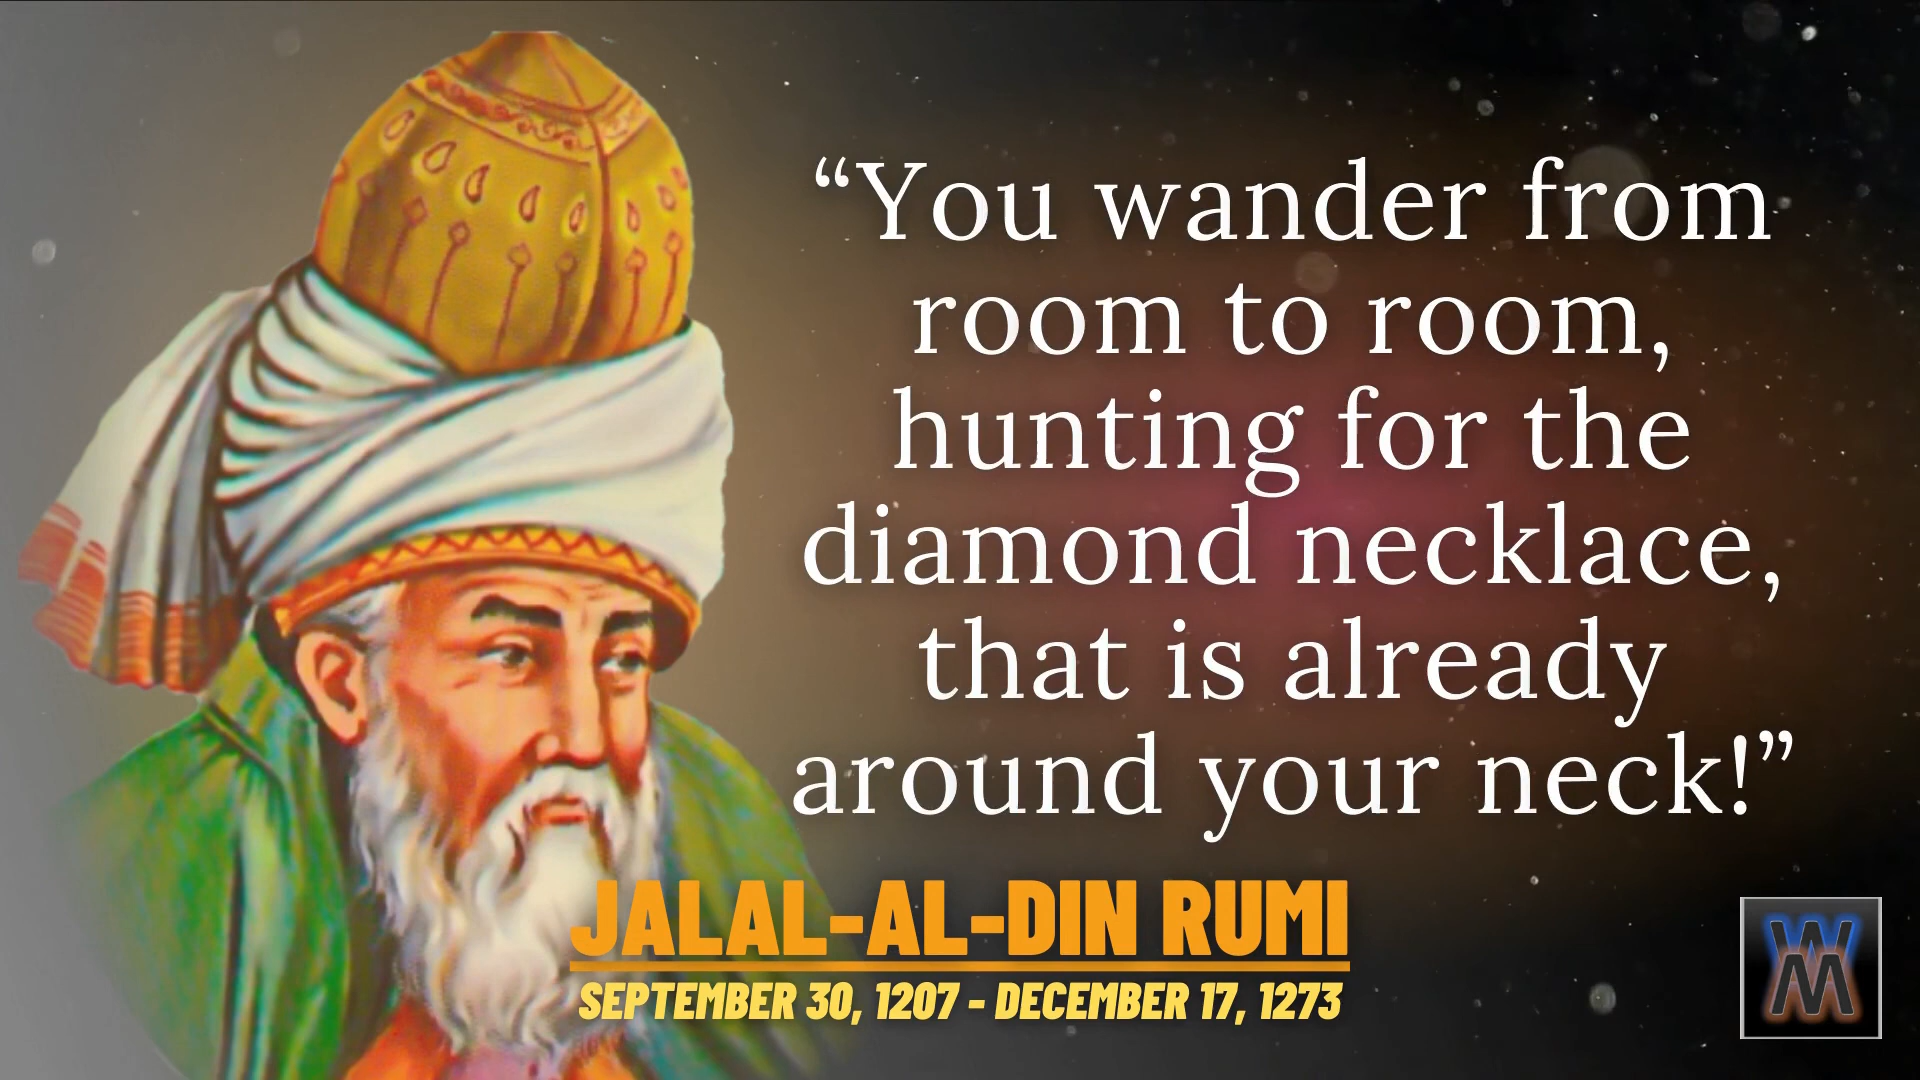 “You wander from
room to room,
hunting for the
diamond necklace,
that is already
around your neck!”
JALAL-AL-DIN RUMI
SEPTEMBER 30, 1207 - DECEMBER 17, 1273
W
M